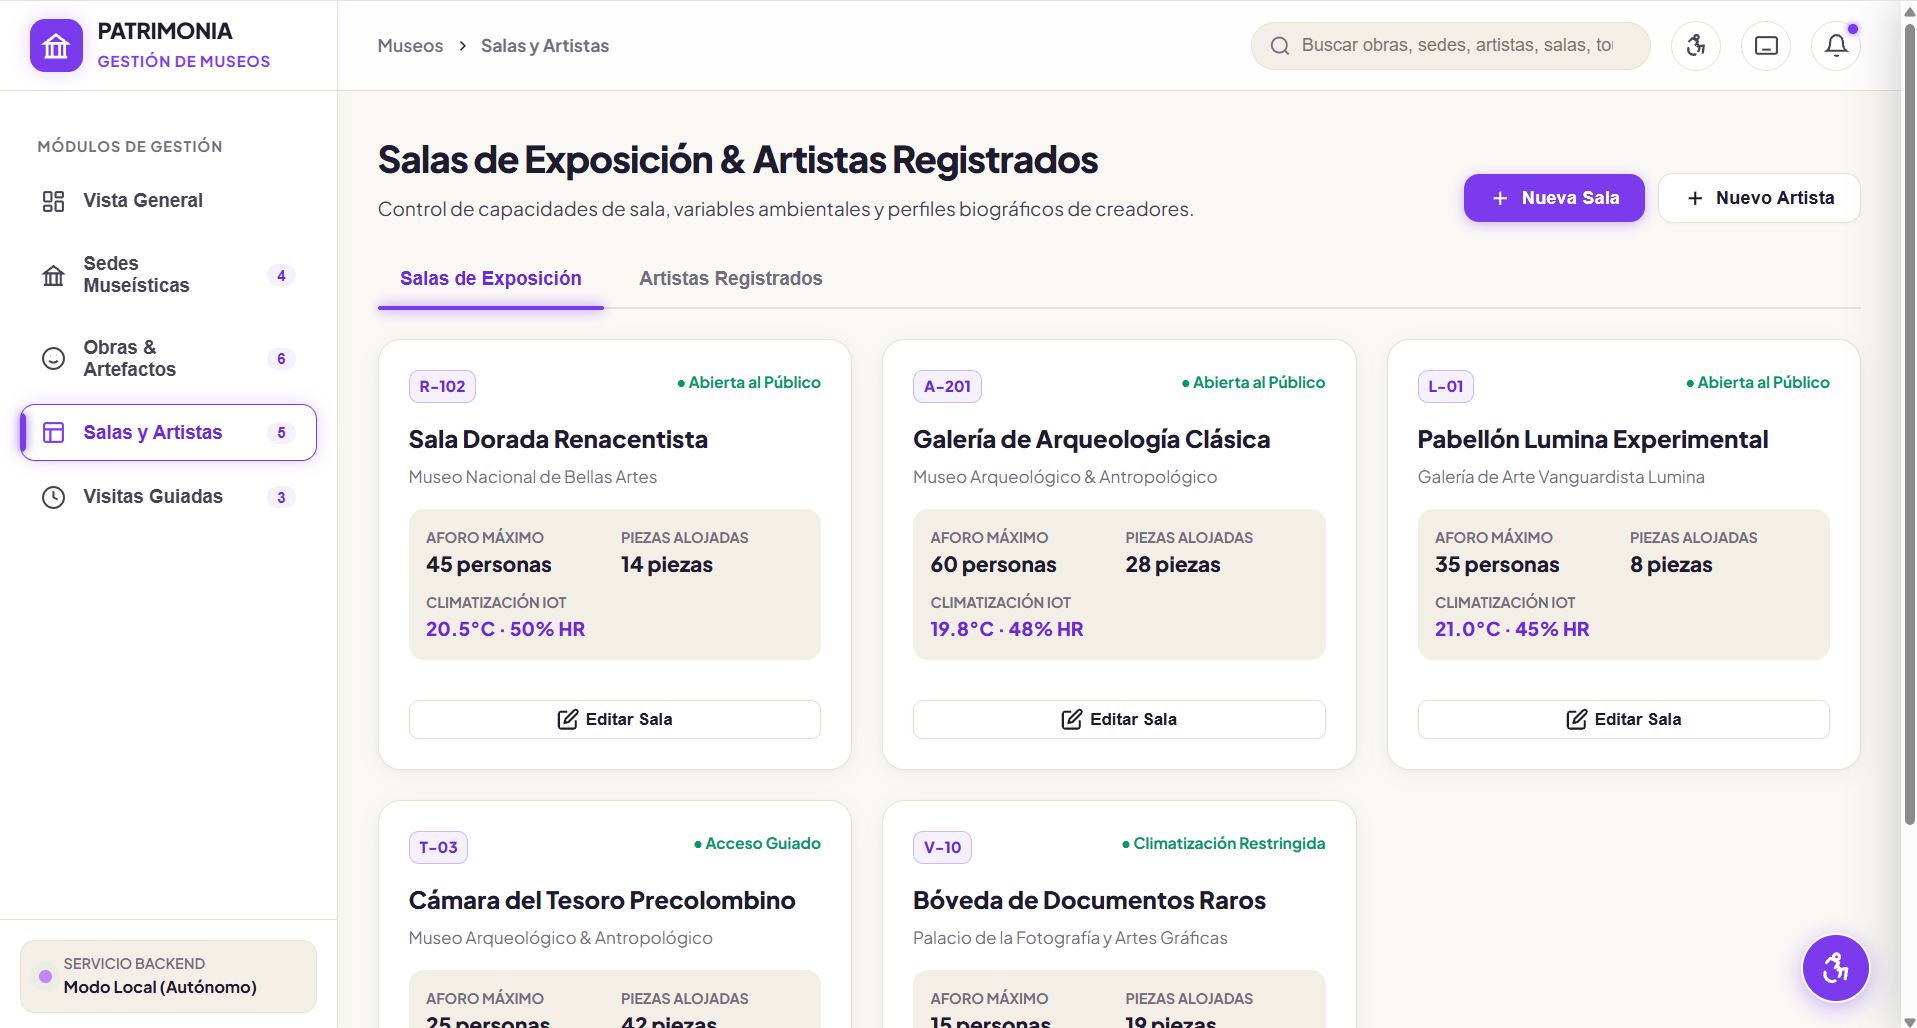 PATRIMONIA
GESTIÓN DE MUSEOS
Museos > Salas y Artistas
Buscar obras, sedes, artistas, salas, to
MÓDULOS DE GESTIÓN
Vista General
Sedes
Museísticas
4
Obras &
Artefactos
6
Salas y Artistas 5
Visitas Guiadas 3
SERVICIO BACKEND
Modo Local (Autónomo)
Salas de Exposición & Artistas Registrados
Control de capacidades de sala, variables ambientales y perfiles biográficos de creadores.
+ Nueva Sala
+ Nuevo Artista
Salas de Exposición
Artistas Registrados
R-102
• Abierta al Público
Sala Dorada Renacentista
Museo Nacional de Bellas Artes
AFORO MÁXIMO
45 personas
PIEZAS ALOJADAS
14 piezas
CLIMATIZACIÓN IOT
20.5°C · 50% HR
Editar Sala
A-201
• Abierta al Público
Galería de Arqueología Clásica
Museo Arqueológico & Antropológico
AFORO MÁXIMO
60 personas
PIEZAS ALOJADAS
28 piezas
CLIMATIZACIÓN IOT
19.8°C · 48% HR
Editar Sala
L-01
• Abierta al Público
Pabellón Lumina Experimental
Galería de Arte Vanguardista Lumina
AFORO MÁXIMO
35 personas
PIEZAS ALOJADAS
8 piezas
CLIMATIZACIÓN IOT
21.0°C · 45% HR
Editar Sala
T-03
• Acceso Guiado
Cámara del Tesoro Precolombino
Museo Arqueológico & Antropológico
AFORO MÁXIMO
25 personas
PIEZAS ALOJADAS
42 piezas
V-10
• Climatización Restringida
Bóveda de Documentos Raros
Palacio de la Fotografía y Artes Gráficas
AFORO MÁXIMO
15 personas
PIEZAS ALOJADAS
19 piezas